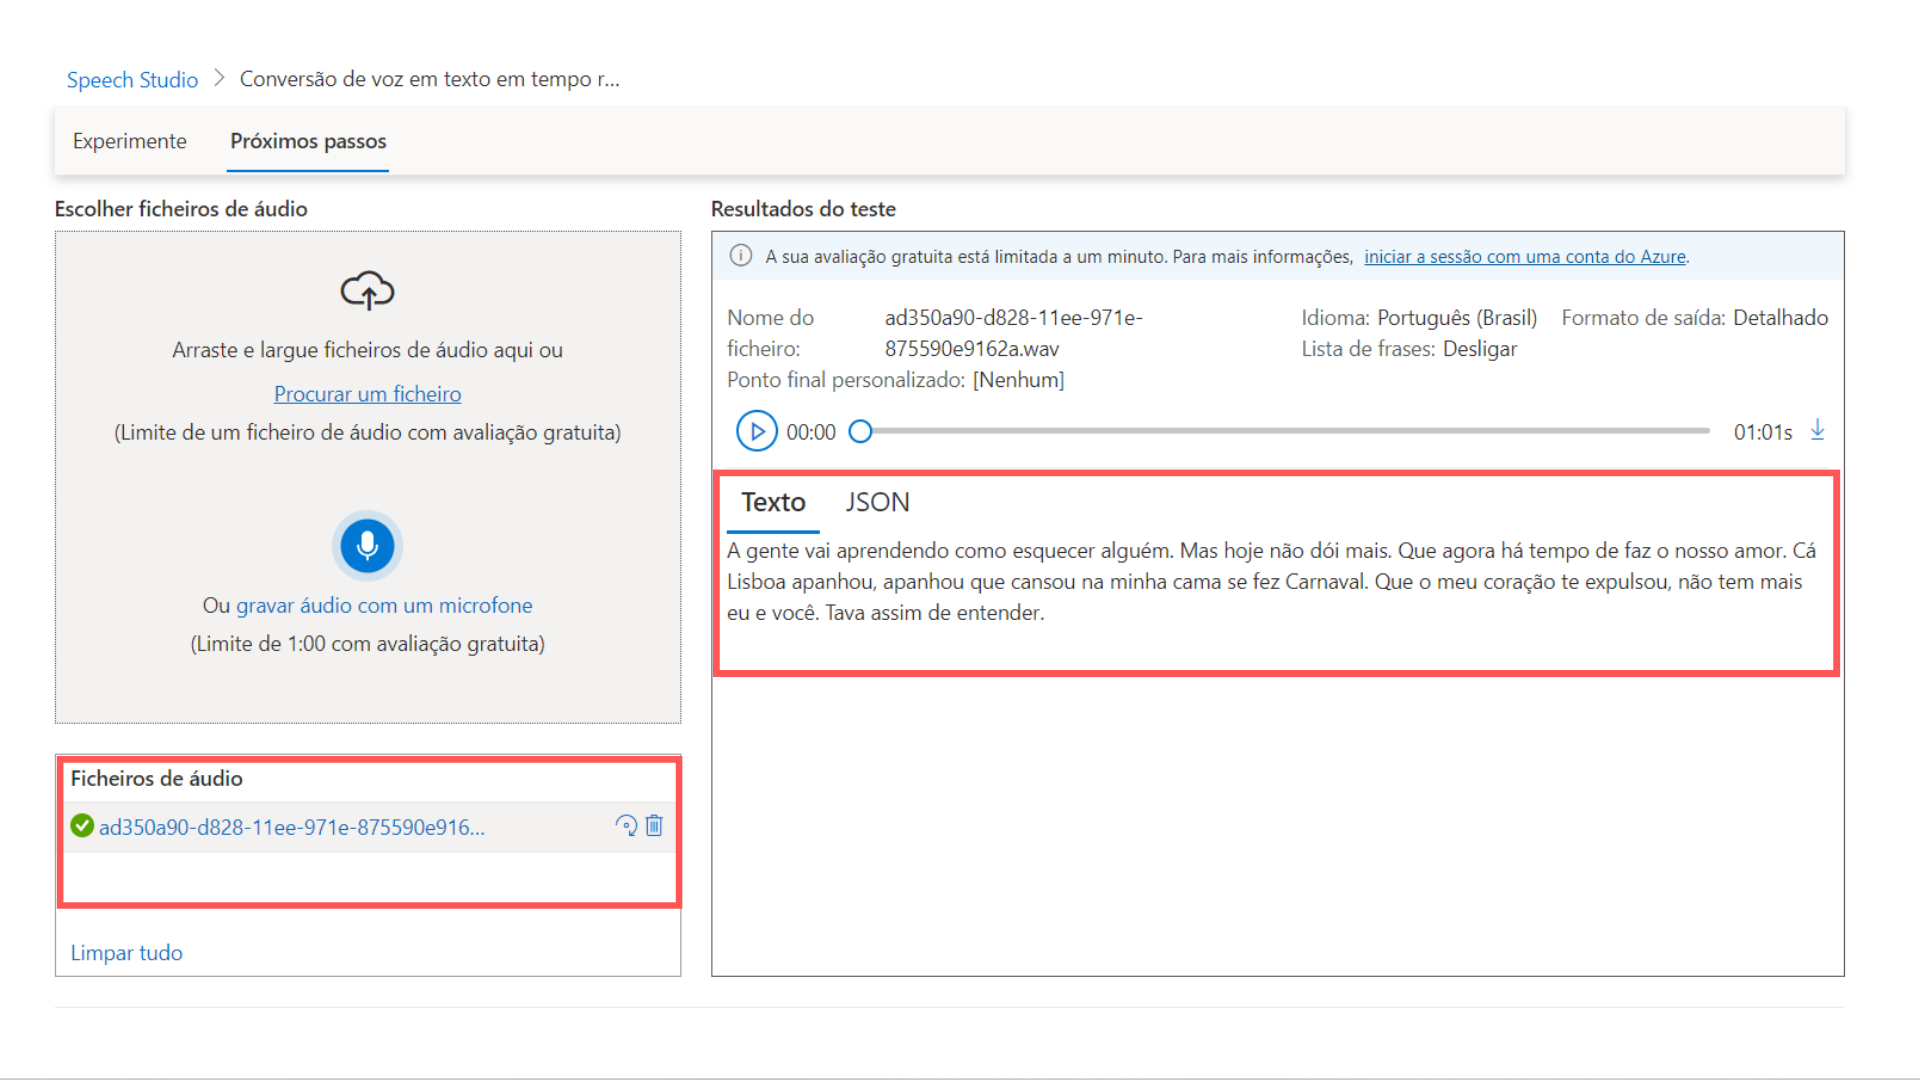 Speech Studio > Conversão de voz em texto em tempo r...
Experimente Próximos passos
Escolher ficheiros de áudio
Arraste e largue ficheiros de áudio aqui ou
Procurar um ficheiro
(Limite de um ficheiro de áudio com avaliação gratuita)
Ou gravar áudio com um microfone
(Limite de 1:00 com avaliação gratuita)
Ficheiros de áudio
ad350a90-d828-11ee-971e-875590e916...
Limpar tudo
Resultados do teste
A sua avaliação gratuita está limitada a um minuto. Para mais informações, iniciar a sessão com uma conta do Azure.
Nome do ficheiro: ad350a90-d828-11ee-971e-875590e9162a.wav
Idioma: Português (Brasil) Formato de saída: Detalhado
Lista de frases: Desligar
Ponto final personalizado: [Nenhum]
00:00 01:01s
Texto JSON
A gente vai aprendendo como esquecer alguém. Mas hoje não dói mais. Que agora há tempo de faz o nosso amor. Cá
Lisboa apanhou, apanhou que cansou na minha cama se fez Carnaval. Que o meu coração te expulsou, não tem mais
eu e você. Tava assim de entender.